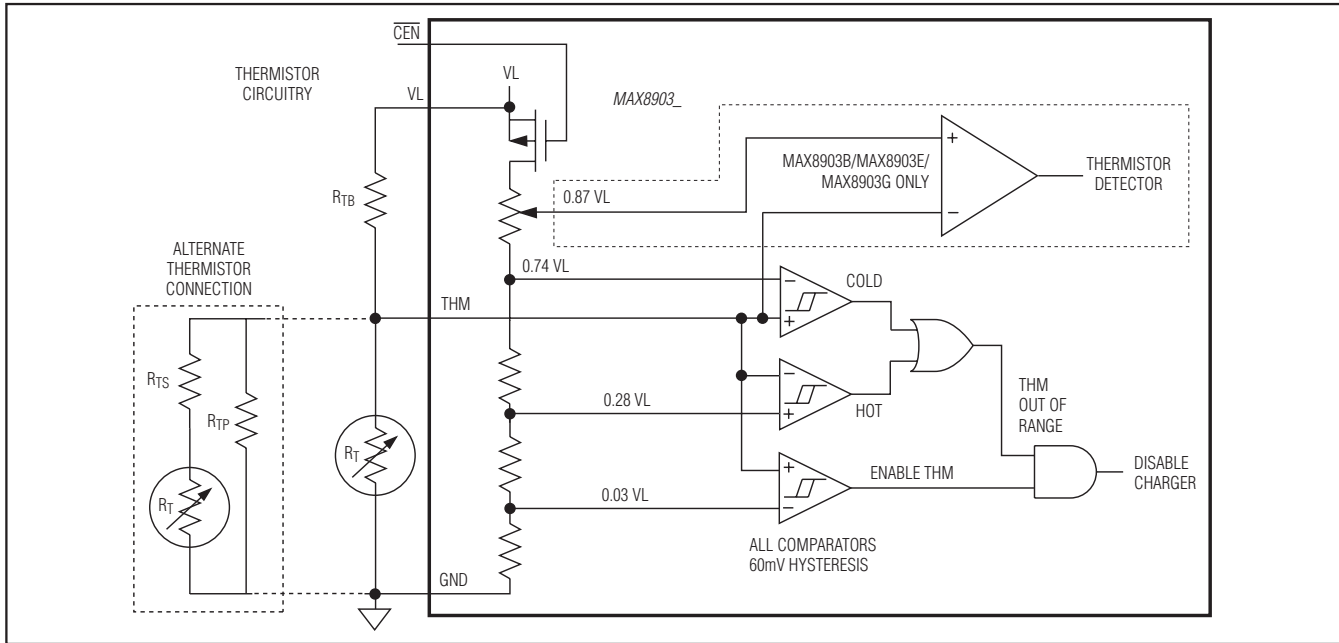 CEN
THERMISTOR
CIRCUITRY
VL
VL
MAX8903_
MAX8903B/MAX8903E/
MAX8903G ONLY
+
−
THERMISTOR
DETECTOR
RTB
0.87 VL
ALTERNATE
THERMISTOR
CONNECTION
0.74 VL
−
+
COLD
THM
RTS
RTP
RT
RT
0.28 VL
−
+
HOT
THM
OUT OF
RANGE
0.03 VL
+
−
ENABLE THM
DISABLE
CHARGER
ALL COMPARATORS
60mV HYSTERESIS
GND